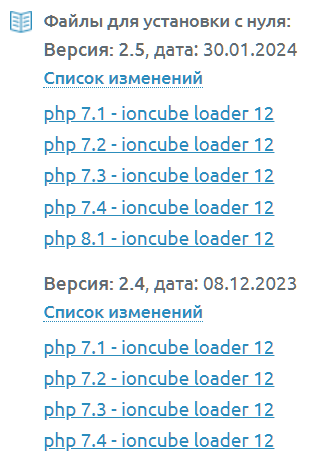 Файлы для установки с нуля:
Версия: 2.5, дата: 30.01.2024
Список изменений
php 7.1 - ioncube loader 12
php 7.2 - ioncube loader 12
php 7.3 - ioncube loader 12
php 7.4 - ioncube loader 12
php 8.1 - ioncube loader 12
Версия: 2.4, дата: 08.12.2023
Список изменений
php 7.1 - ioncube loader 12
php 7.2 - ioncube loader 12
php 7.3 - ioncube loader 12
php 7.4 - ioncube loader 12